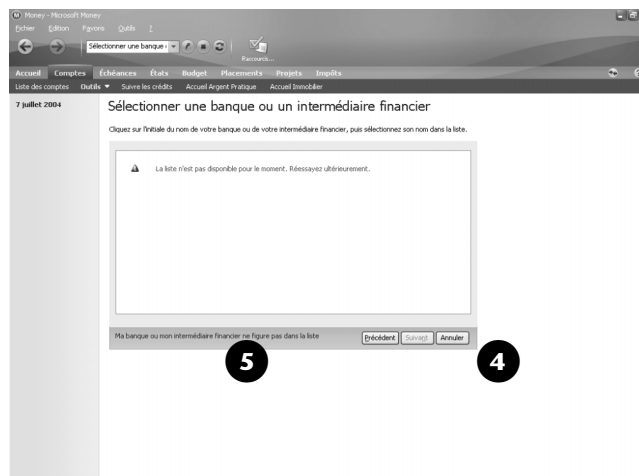 Money - Microsoft Money
Fichier Edition Favoris Outils ?
Sélectionner une banque
Raccourcis...
Accueil Comptes Échéances États Budget Placements Projets Impôts
Liste des comptes Outils Suivre les crédits Accueil Argent Pratique Accueil Immobilier
7 juillet 2004
Sélectionner une banque ou un intermédiaire financier
Cliquez sur l'initiale du nom de votre banque ou de votre intermédiaire financier, puis sélectionnez son nom dans la liste.
La liste n'est pas disponible pour le moment. Réessayez ultérieurement.
Ma banque ou mon intermédiaire financier ne figure pas dans la liste
Précédent Suivant Annuler
5 4